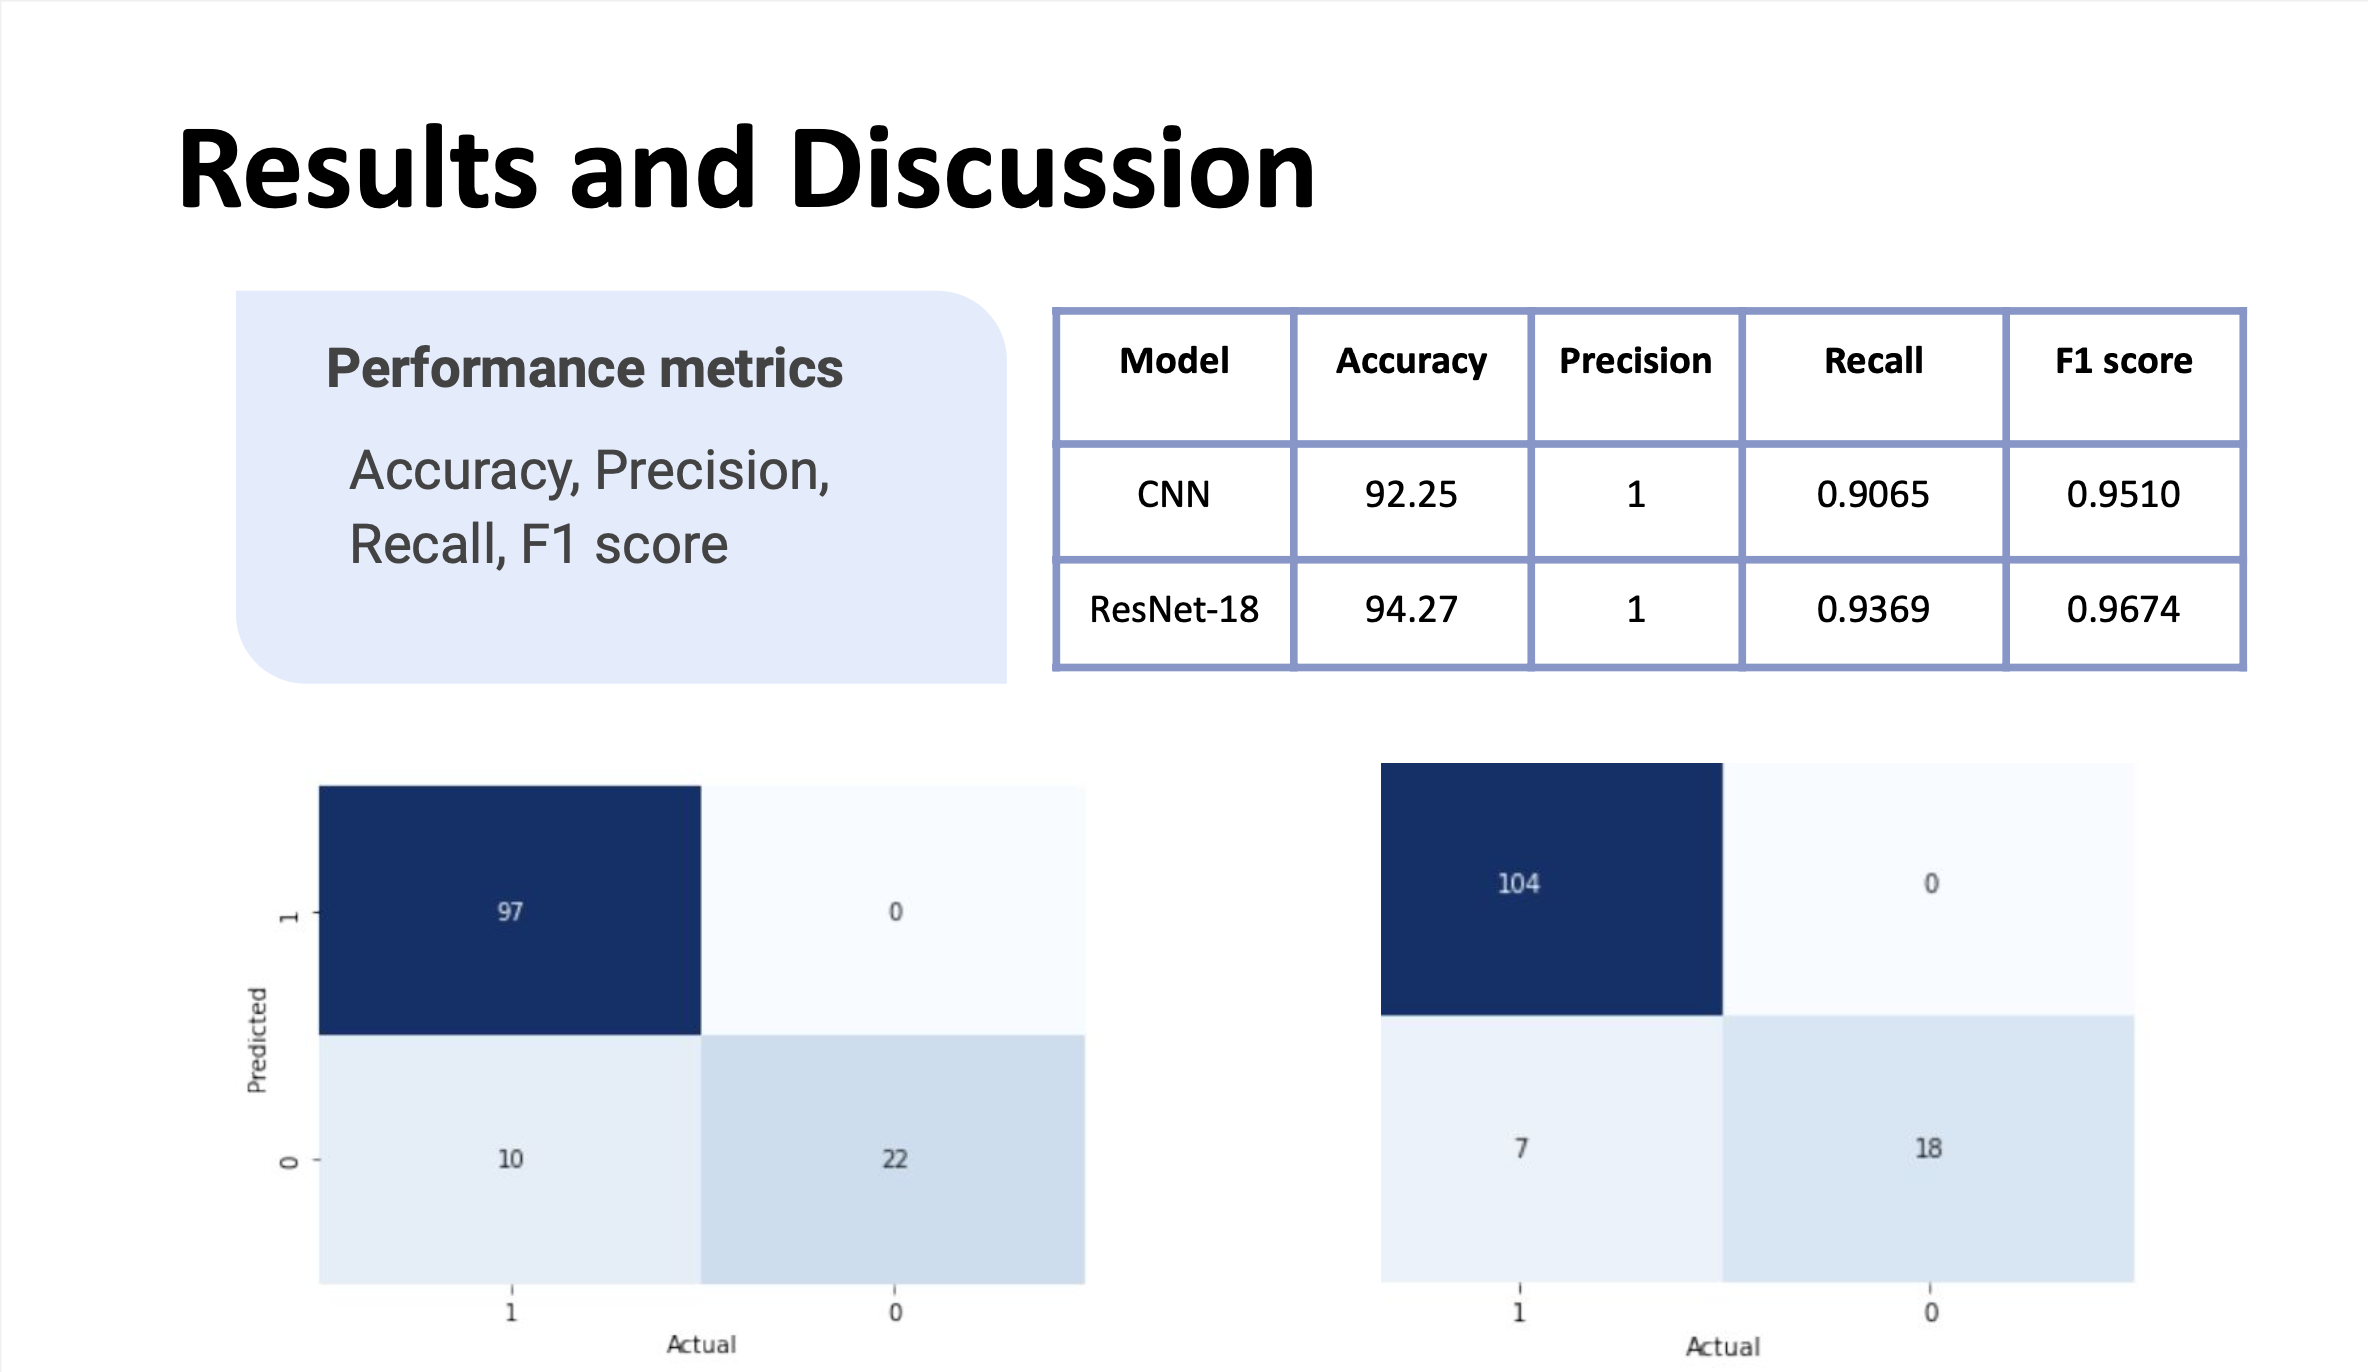 Results and Discussion
Performance metrics
Accuracy, Precision,
Recall, F1 score
Model Accuracy Precision Recall F1 score
CNN 92.25 1 0.9065 0.9510
ResNet-18 94.27 1 0.9369 0.9674
Predicted
1
97 0
0
10 22
1 0
Actual
104 0
7 18
1 0
Actual